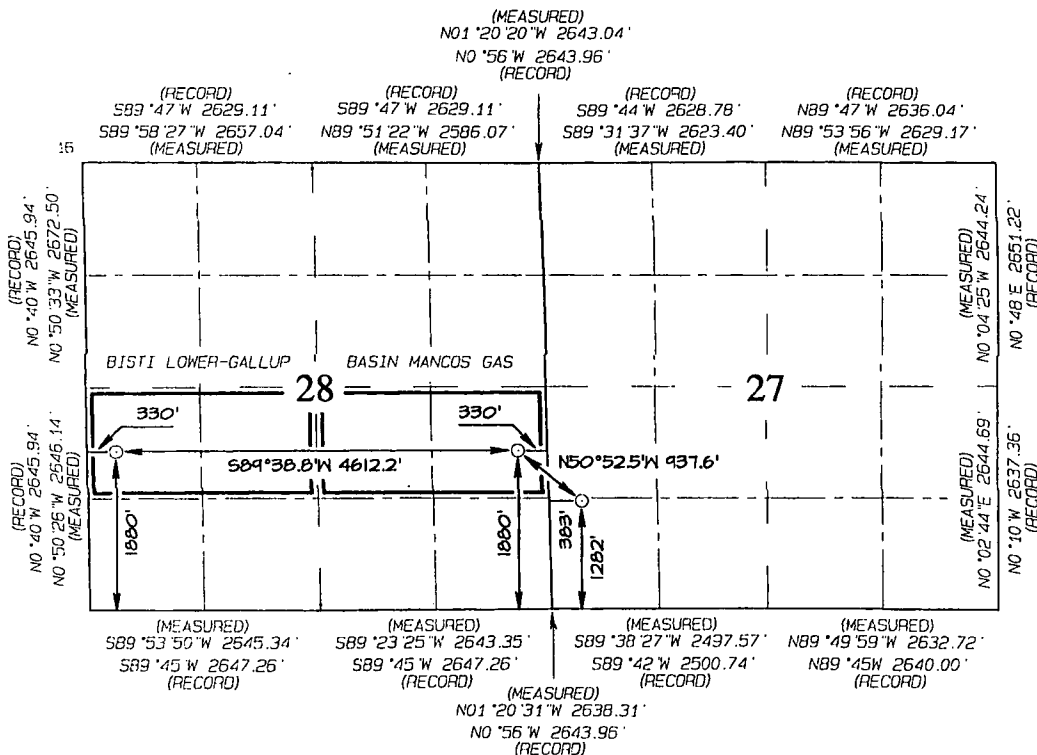 (MEASURED)
N01°20'20"W 2643.04'
N0°56'W 2643.96'
(RECORD)
(RECORD)
S89°47'W 2629.11'
S89°58'27"W 2657.04'
(MEASURED)
(RECORD)
S89°47'W 2629.11'
N89°51'22"W 2586.07'
(MEASURED)
(RECORD)
S89°44'W 2628.78'
S89°31'37"W 2623.40'
(MEASURED)
(RECORD)
N89°47'W 2636.04'
N89°53'56"W 2629.17'
(MEASURED)
(RECORD)
N0°40'W 2645.94'
N0°50'33"W 2672.50'
(MEASURED)
(MEASURED)
N0°04'25"W 2644.24'
N0°48'E 2651.22'
(RECORD)
BISTI LOWER-GALLUP
BASIN MANCOS GAS
28
27
330'
330'
S89°38.8'W 4612.2'
N50°52.5'W 937.6'
1880'
1880'
383'
1282'
(RECORD)
N0°40'W 2645.94'
N0°50'26"W 2646.14'
(MEASURED)
(MEASURED)
N0°02'44"E 2644.69'
N0°10'W 2637.36'
(RECORD)
(MEASURED)
S89°53'50"W 2645.34'
S89°45'W 2647.26'
(RECORD)
(MEASURED)
S89°23'25"W 2643.35'
S89°45'W 2647.26'
(RECORD)
(MEASURED)
S89°38'27"W 2497.57'
S89°42'W 2500.74'
(RECORD)
(MEASURED)
N89°49'59"W 2632.72'
N89°45W 2640.00'
(RECORD)
(MEASURED)
N01°20'31"W 2638.31'
N0°56'W 2643.96'
(RECORD)